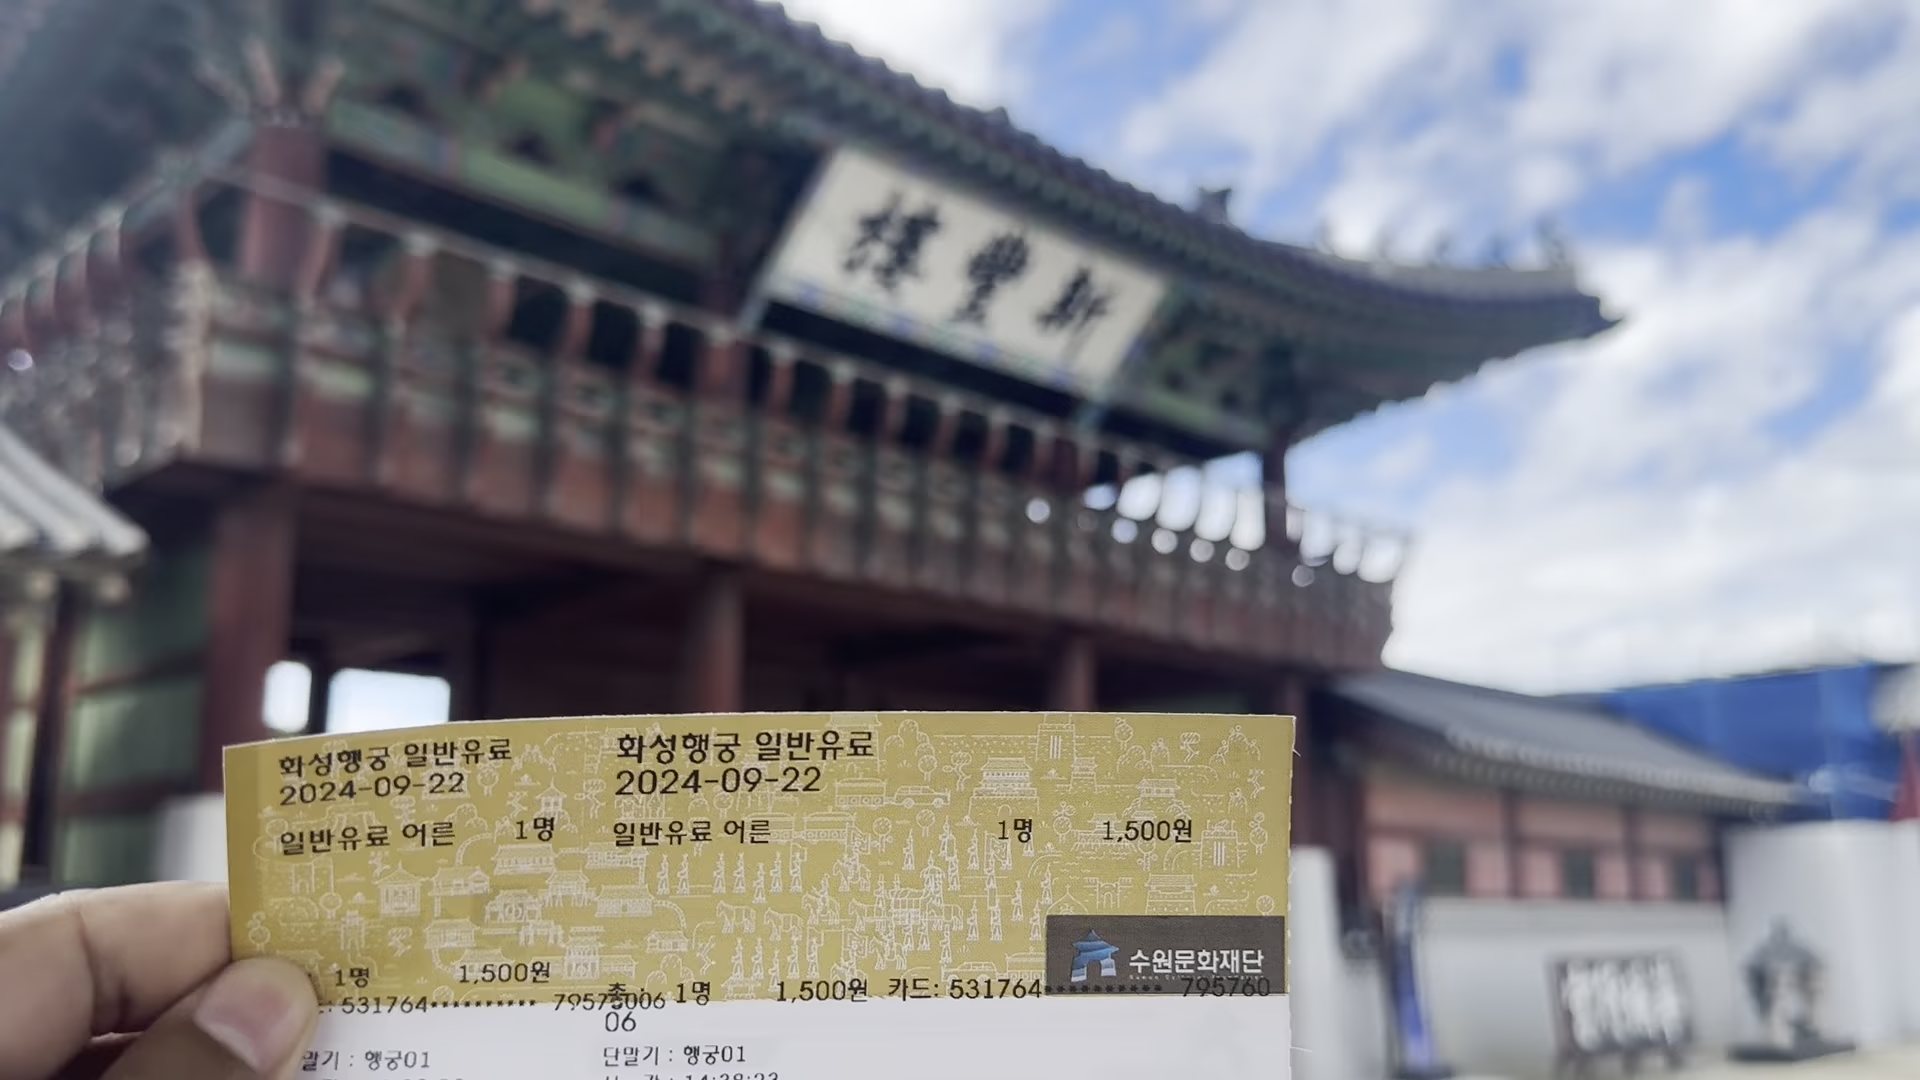 樓豐新
화성행궁 일반유료
2024-09-22
일반유료 어른 1명
1명 1,500원
531764********** 79575006
말기 : 행궁01
화성행궁 일반유료
2024-09-22
일반유료 어른 1명 1,500원
수원문화재단
총 : 1명 1,500원 카드: 531764********** 795760
06
단말기 : 행궁01